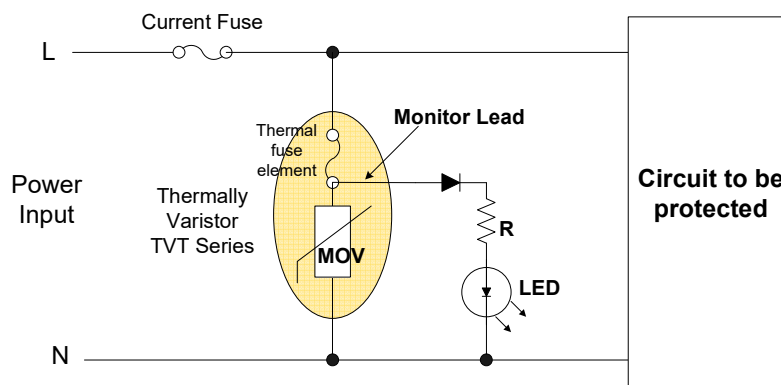 Current Fuse
L
Monitor Lead
Thermal
fuse
element
Power
Input
Thermally
Varistor
TVT Series
MOV
R
LED
Circuit to be
protected
N